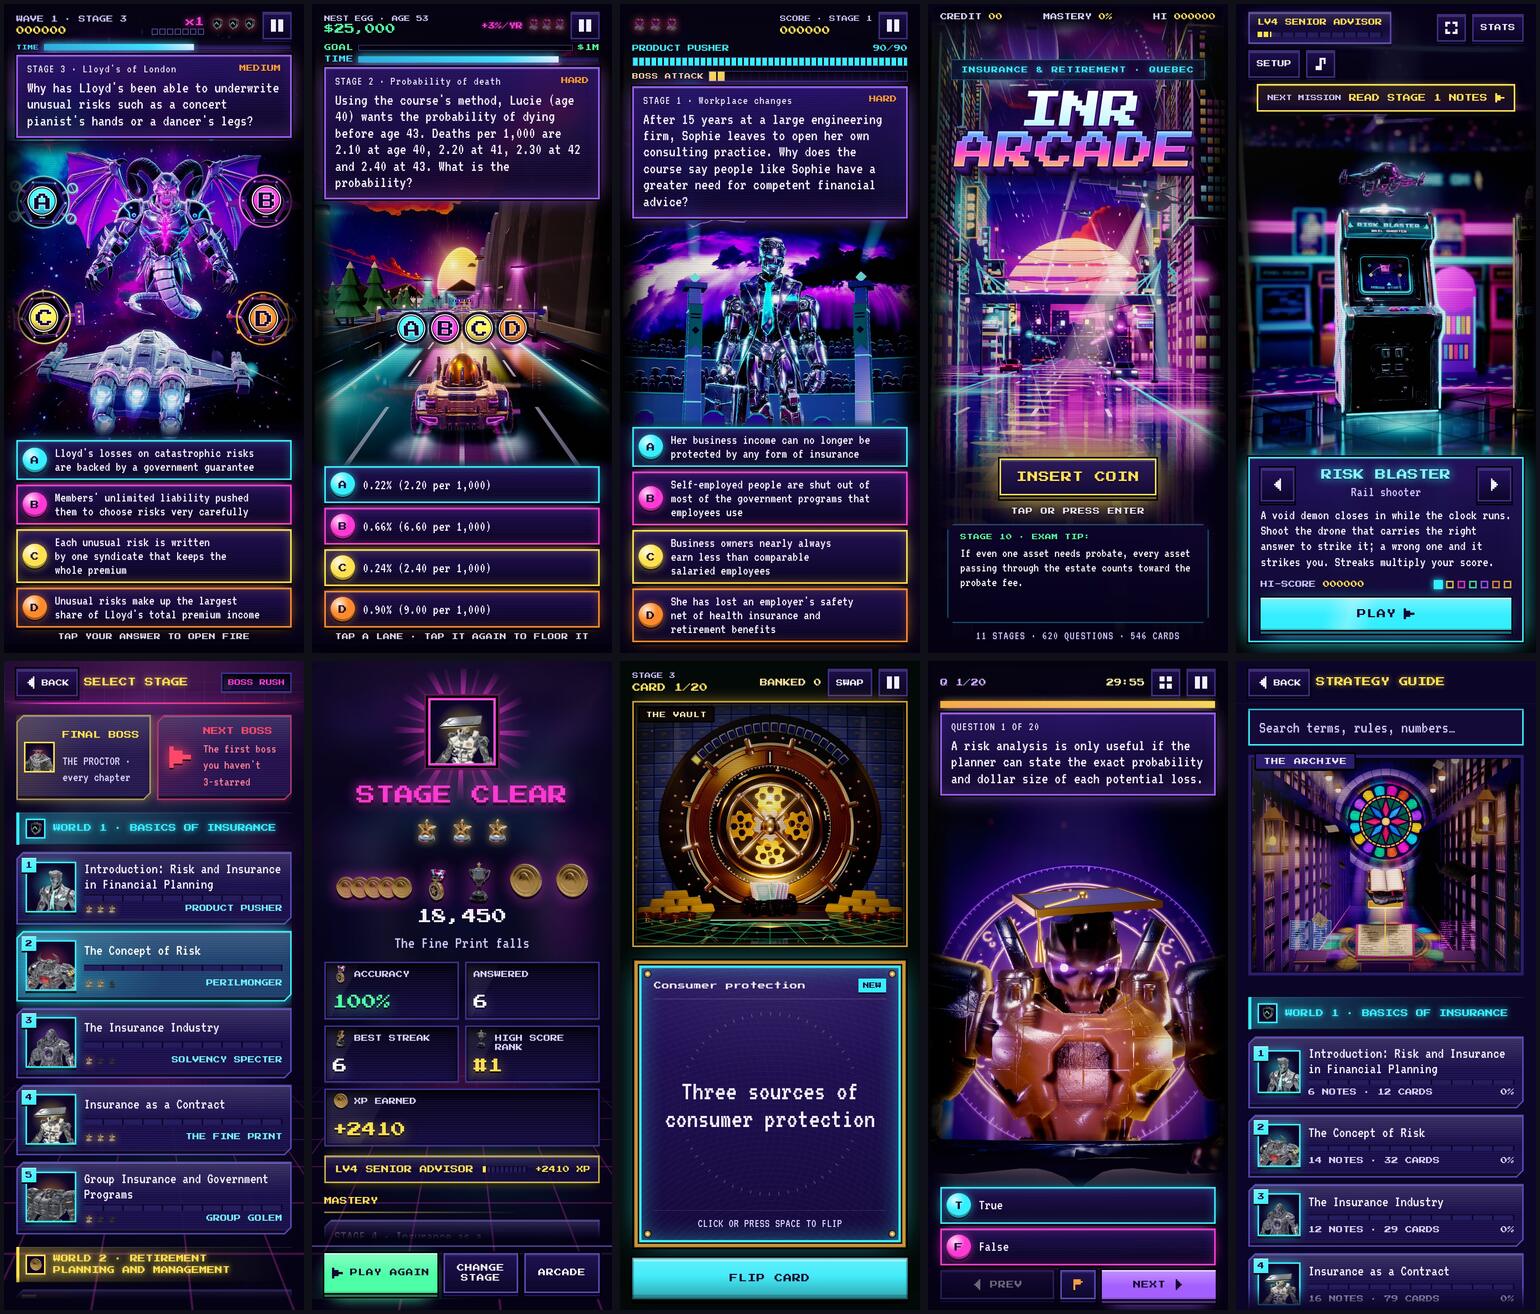 WAVE 1 · STAGE 3
000000
x1
TIME
STAGE 3 · Lloyd's of London
MEDIUM
Why has Lloyd's been able to underwrite
unusual risks such as a concert
pianist's hands or a dancer's legs?
A
B
C
D
A
Lloyd's losses on catastrophic risks
are backed by a government guarantee
B
Members' unlimited liability pushed
them to choose risks very carefully
C
Each unusual risk is written
by one syndicate that keeps the
whole premium
D
Unusual risks make up the largest
share of Lloyd's total premium income
TAP YOUR ANSWER TO OPEN FIRE
NEST EGG · AGE 53
$25,000
+3%/YR
GOAL
$1M
TIME
STAGE 2 · Probability of death
HARD
Using the course's method, Lucie (age
40) wants the probability of dying
before age 43. Deaths per 1,000 are
2.10 at age 40, 2.20 at 41, 2.30 at 42
and 2.40 at 43. What is the
probability?
A B C D
A
0.22% (2.20 per 1,000)
B
0.66% (6.60 per 1,000)
C
0.24% (2.40 per 1,000)
D
0.90% (9.00 per 1,000)
TAP A LANE · TAP IT AGAIN TO FLOOR IT
SCORE · STAGE 1
000000
PRODUCT PUSHER
90/90
BOSS ATTACK
STAGE 1 · Workplace changes
HARD
After 15 years at a large engineering
firm, Sophie leaves to open her own
consulting practice. Why does the
course say people like Sophie have a
greater need for competent financial
advice?
A
Her business income can no longer be
protected by any form of insurance
B
Self-employed people are shut out of
most of the government programs that
employees use
C
Business owners nearly always
earn less than comparable
salaried employees
D
She has lost an employer's safety
net of health insurance and
retirement benefits
CREDIT 00
MASTERY 0%
HI 000000
INSURANCE & RETIREMENT · QUEBEC
INR
ARCADE
INSERT COIN
TAP OR PRESS ENTER
STAGE 10 · EXAM TIP:
If even one asset needs probate, every asset
passing through the estate counts toward the
probate fee.
11 STAGES · 620 QUESTIONS · 546 CARDS
LV4 SENIOR ADVISOR
STATS
SETUP
NEXT MISSION READ STAGE 1 NOTES
RISK BLASTER
RAIL SHOOTER
RISK BLASTER
Rail shooter
A void demon closes in while the clock runs.
Shoot the drone that carries the right
answer to strike it; a wrong one and it
strikes you. Streaks multiply your score.
HI-SCORE 000000
PLAY
BACK
SELECT STAGE
BOSS RUSH
FINAL BOSS
THE PROCTOR ·
every chapter
NEXT BOSS
The first boss
you haven't
3-starred
WORLD 1 · BASICS OF INSURANCE
1
Introduction: Risk and Insurance
in Financial Planning
PRODUCT PUSHER
2
The Concept of Risk
PERILMONGER
3
The Insurance Industry
SOLVENCY SPECTER
4
Insurance as a Contract
THE FINE PRINT
5
Group Insurance and Government
Programs
GROUP GOLEM
WORLD 2 · RETIREMENT
PLANNING AND MANAGEMENT
STAGE CLEAR
18,450
The Fine Print falls
ACCURACY
100%
ANSWERED
6
BEST STREAK
6
HIGH SCORE
RANK
#1
XP EARNED
+2410
LV4 SENIOR ADVISOR
+2410 XP
MASTERY
STAGE 4 · Insurance as a
PLAY AGAIN
CHANGE
STAGE
ARCADE
STAGE 3
CARD 1/20
BANKED 0
SWAP
THE VAULT
Consumer protection
NEW
Three sources of
consumer protection
CLICK OR PRESS SPACE TO FLIP
FLIP CARD
Q 1/20
29:55
QUESTION 1 OF 20
A risk analysis is only useful if the
planner can state the exact probability
and dollar size of each potential loss.
T
True
F
False
PREV
NEXT
BACK
STRATEGY GUIDE
Search terms, rules, numbers…
THE ARCHIVE
WORLD 1 · BASICS OF INSURANCE
1
Introduction: Risk and Insurance
in Financial Planning
6 NOTES · 12 CARDS
0%
2
The Concept of Risk
14 NOTES · 32 CARDS
0%
3
The Insurance Industry
12 NOTES · 29 CARDS
0%
4
Insurance as a Contract
16 NOTES · 79 CARDS
0%